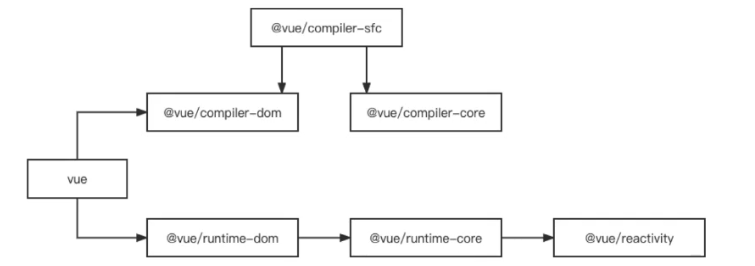 @vue/compiler-sfc
@vue/compiler-dom
@vue/compiler-core
vue
@vue/runtime-dom
@vue/runtime-core
@vue/reactivity